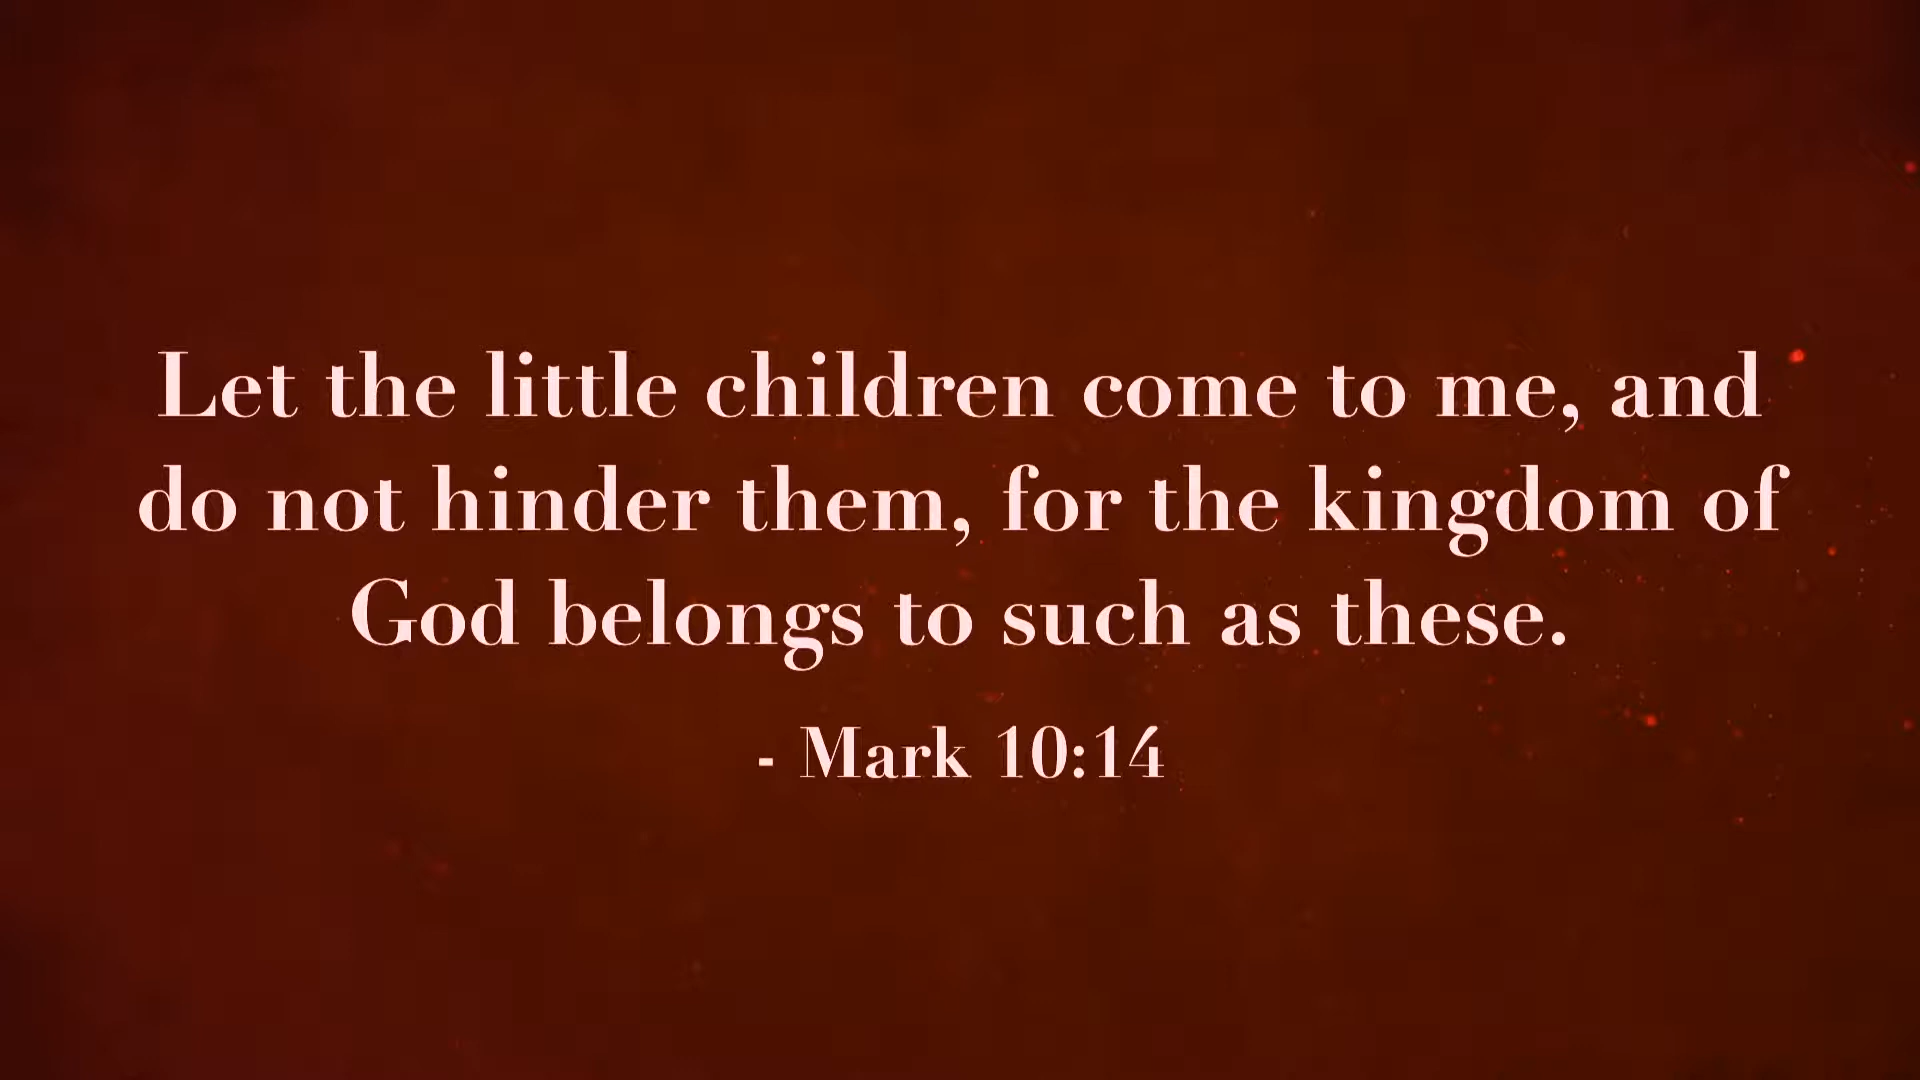 Let the little children come to me, and
do not hinder them, for the kingdom of
God belongs to such as these.
- Mark 10:14